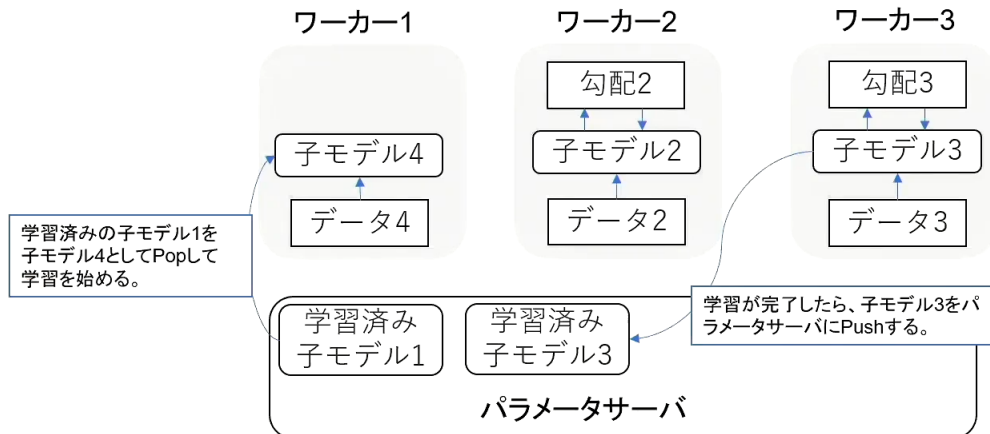 ワーカー1
ワーカー2
ワーカー3
勾配2
勾配3
子モデル4
子モデル2
子モデル3
データ4
データ2
データ3
学習済みの子モデル1を
子モデル4としてPopして
学習を始める。
学習が完了したら、子モデル3をパ
ラメータサーバにPushする。
学習済み
子モデル1
学習済み
子モデル3
パラメータサーバ